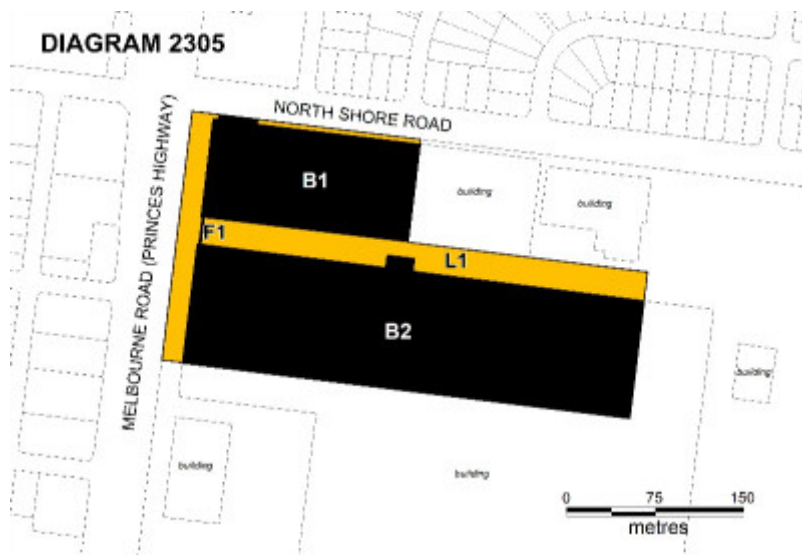 DIAGRAM 2305
NORTH SHORE ROAD
MELBOURNE ROAD (PRINCES HIGHWAY)
B1
building
building
F1
L1
B2
building
building
building
0 75 150
metres